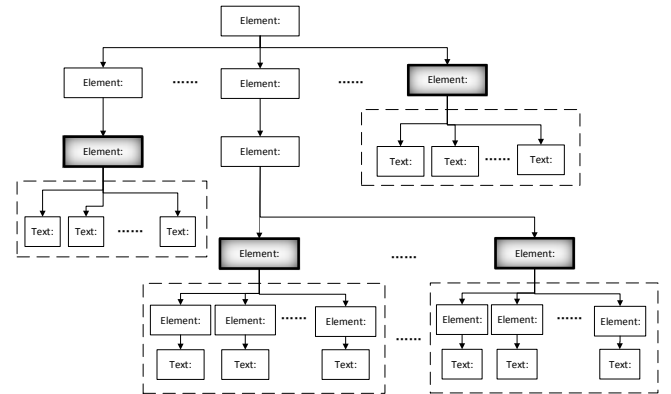 Element:
Element: ...... Element: ...... Element:
Element: Element: Text: Text: ...... Text:
Text: Text: ...... Text:
Element: ...... Element:
Element: Element: ...... Element: Element: Element: ...... Element:
......
Text: Text: Text: Text: Text: Text: